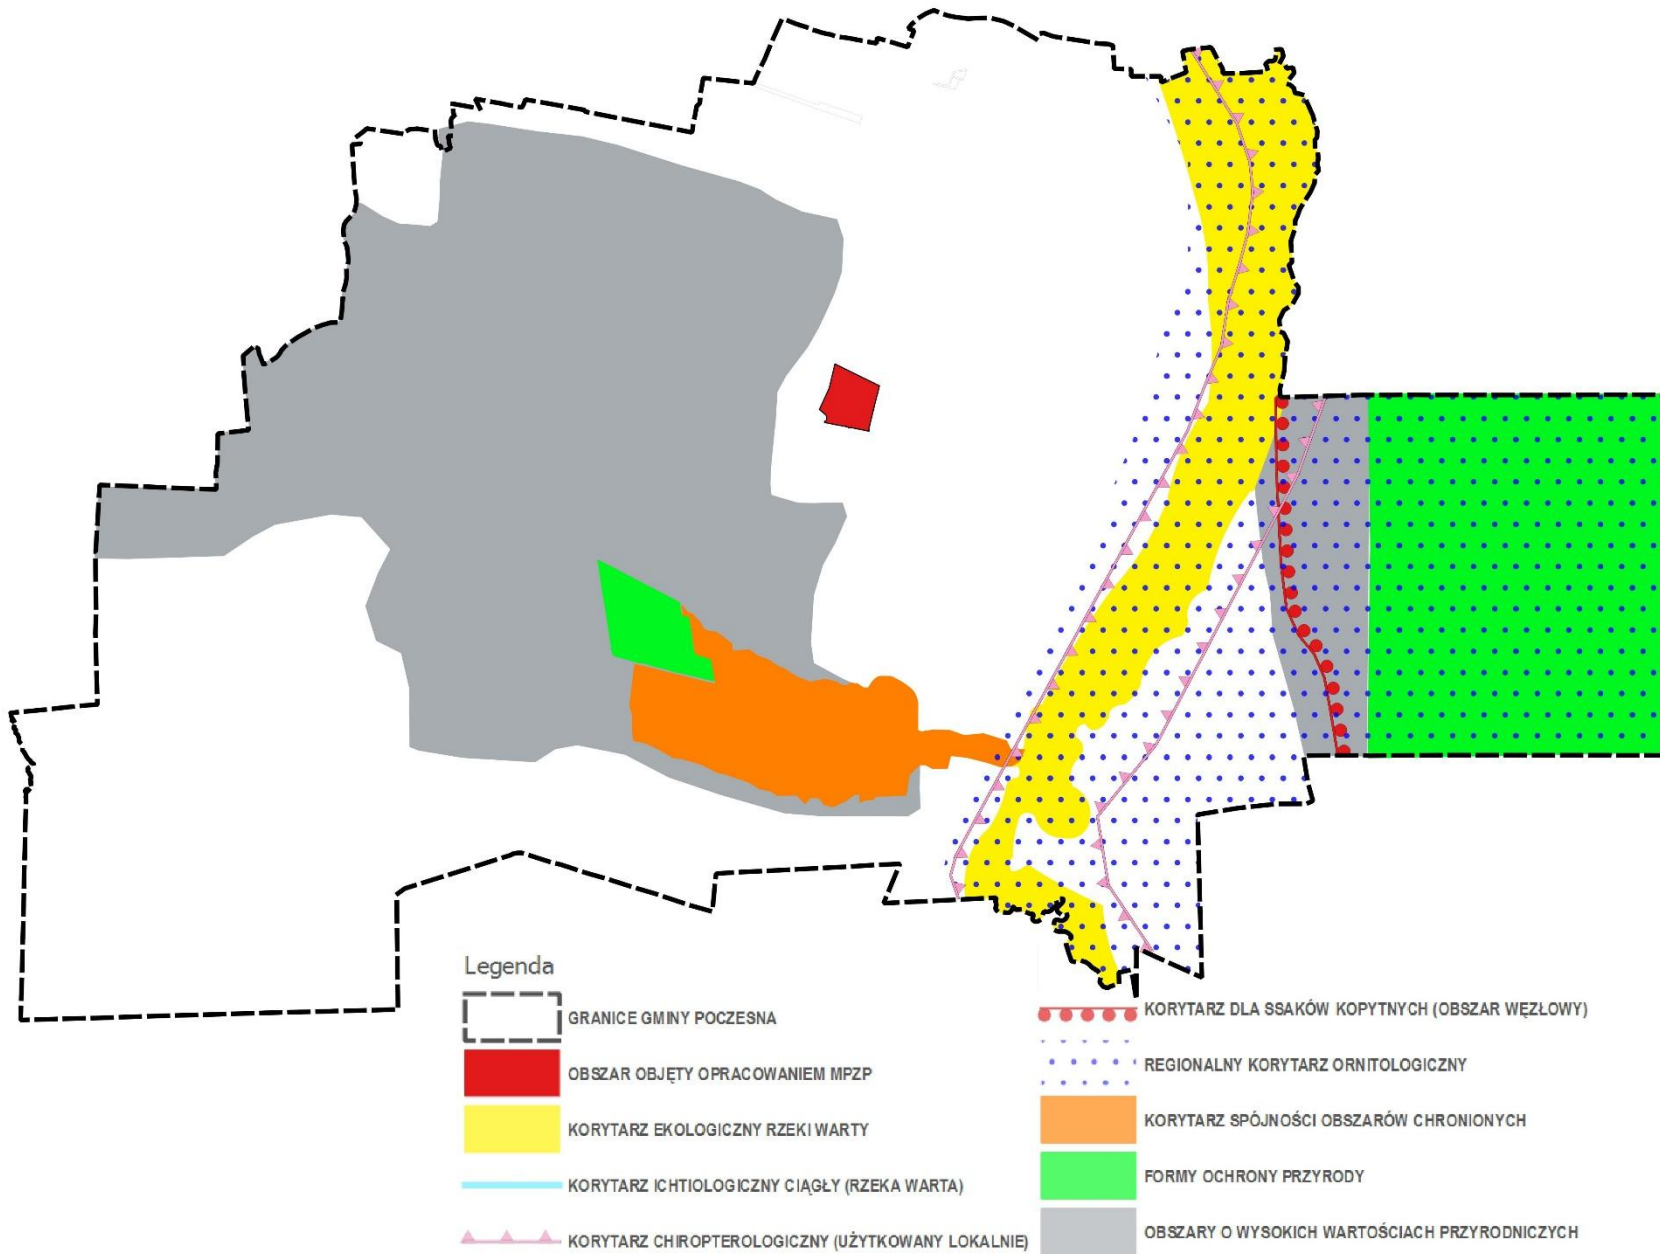 Legenda
GRANICE GMINY POCZESNA
OBSZAR OBJĘTY OPRACOWANIEM MPZP
KORYTARZ EKOLOGICZNY RZEKI WARTY
KORYTARZ ICHTIOLOGICZNY CIĄGŁY (RZEKA WARTA)
KORYTARZ CHIROPTEROLOGICZNY (UŻYTKOWANY LOKALNIE)
KORYTARZ DLA SSAKÓW KOPYTNYCH (OBSZAR WĘZŁOWY)
REGIONALNY KORYTARZ ORNITOLOGICZNY
KORYTARZ SPÓJNOŚCI OBSZARÓW CHRONIONYCH
FORMY OCHRONY PRZYRODY
OBSZARY O WYSOKICH WARTOŚCIACH PRZYRODNICZYCH